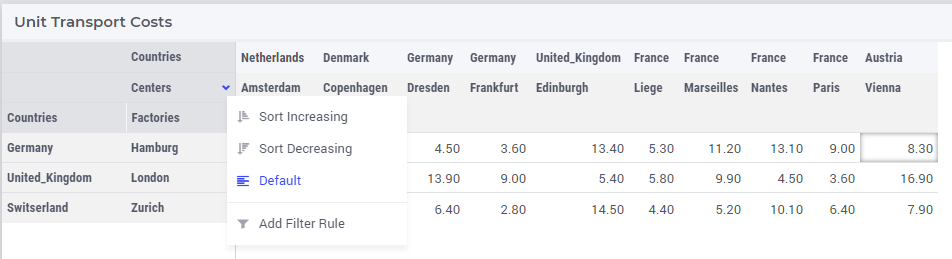 Unit Transport Costs
Countries Netherlands Denmark Germany Germany United_Kingdom France France France France Austria
Centers Amsterdam Copenhagen Dresden Frankfurt Edinburgh Liege Marseilles Nantes Paris Vienna
Countries Factories Sort Increasing
Germany Hamburg Sort Decreasing 4.50 3.60 13.40 5.30 11.20 13.10 9.00 8.30
United_Kingdom London Default 13.90 9.00 5.40 5.80 9.90 4.50 3.60 16.90
Switserland Zurich 6.40 2.80 14.50 4.40 5.20 10.10 6.40 7.90
Add Filter Rule